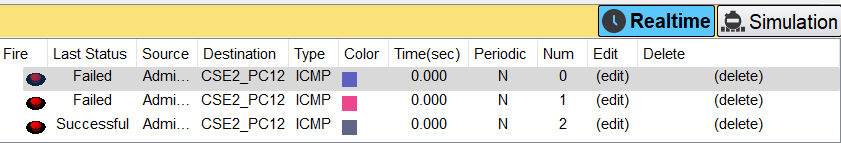 Realtime Simulation
Fire Last Status Source Destination Type Color Time(sec) Periodic Num Edit Delete
Failed Admi... CSE2_PC12 ICMP 0.000 N 0 (edit) (delete)
Failed Admi... CSE2_PC12 ICMP 0.000 N 1 (edit) (delete)
Successful Admi... CSE2_PC12 ICMP 0.000 N 2 (edit) (delete)